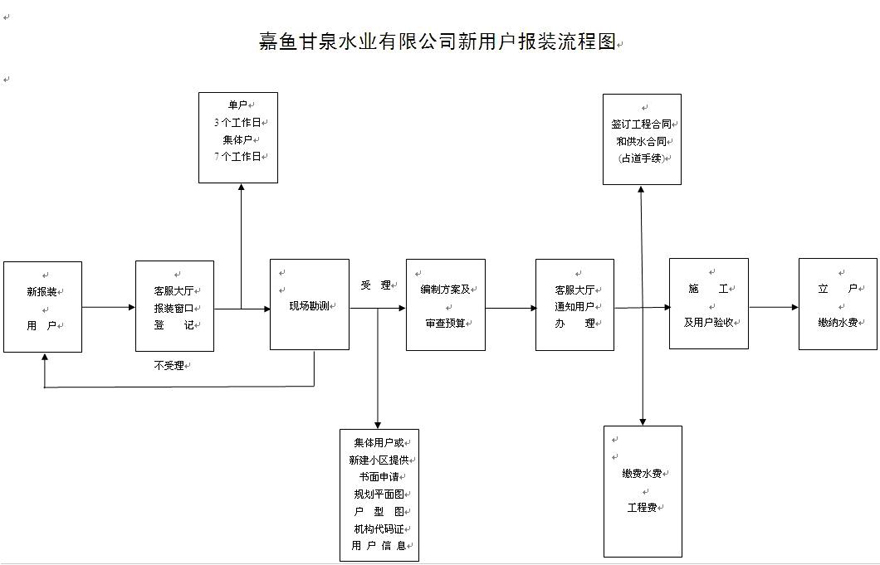 嘉鱼甘泉水业有限公司新用户报装流程图
单户
3个工作日
集体户
7个工作日
签订工程合同
和供水合同
(占道手续)
新报装
用 户
客服大厅
报装窗口
登 记
现场勘测
受 理
编制方案及
审查预算
客服大厅
通知用户
办 理
施 工
及用户验收
立 户
缴纳水费
不受理
集体用户或
新建小区提供
书面申请
规划平面图
户 型 图
机构代码证
用 户 信 息
缴费水费
工程费